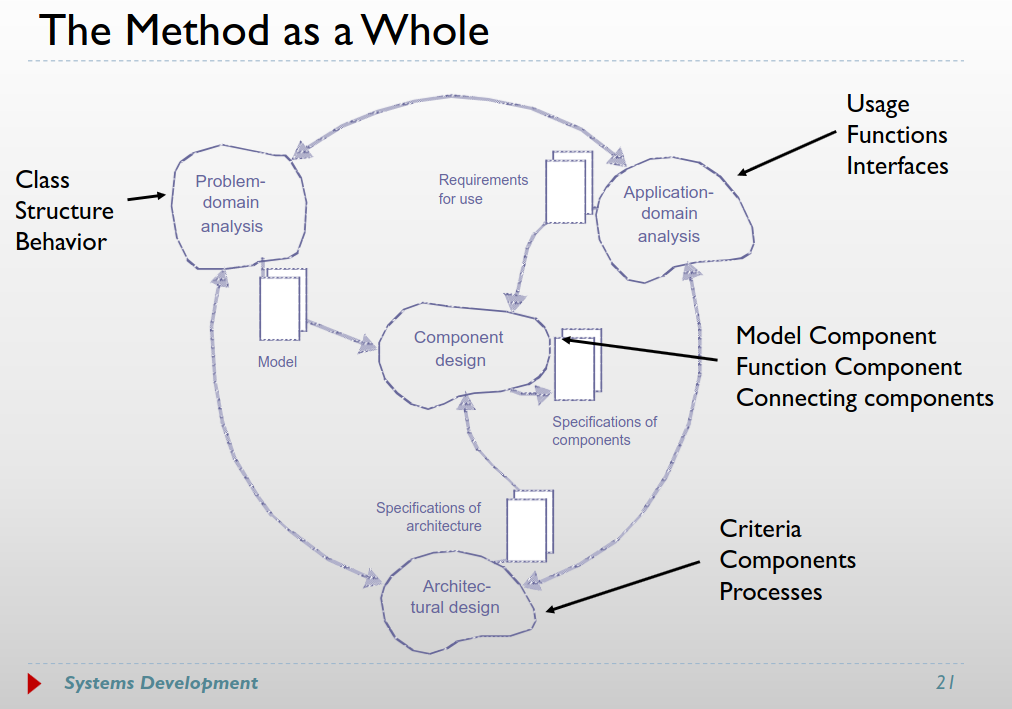 The Method as a Whole
Usage
Functions
Interfaces
Class
Structure
Behavior
Problem-
domain
analysis
Requirements
for use
Application-
domain
analysis
Model
Component
design
Model Component
Function Component
Connecting components
Specifications of
components
Specifications of
architecture
Criteria
Components
Processes
Architec-
tural design
Systems Development
21